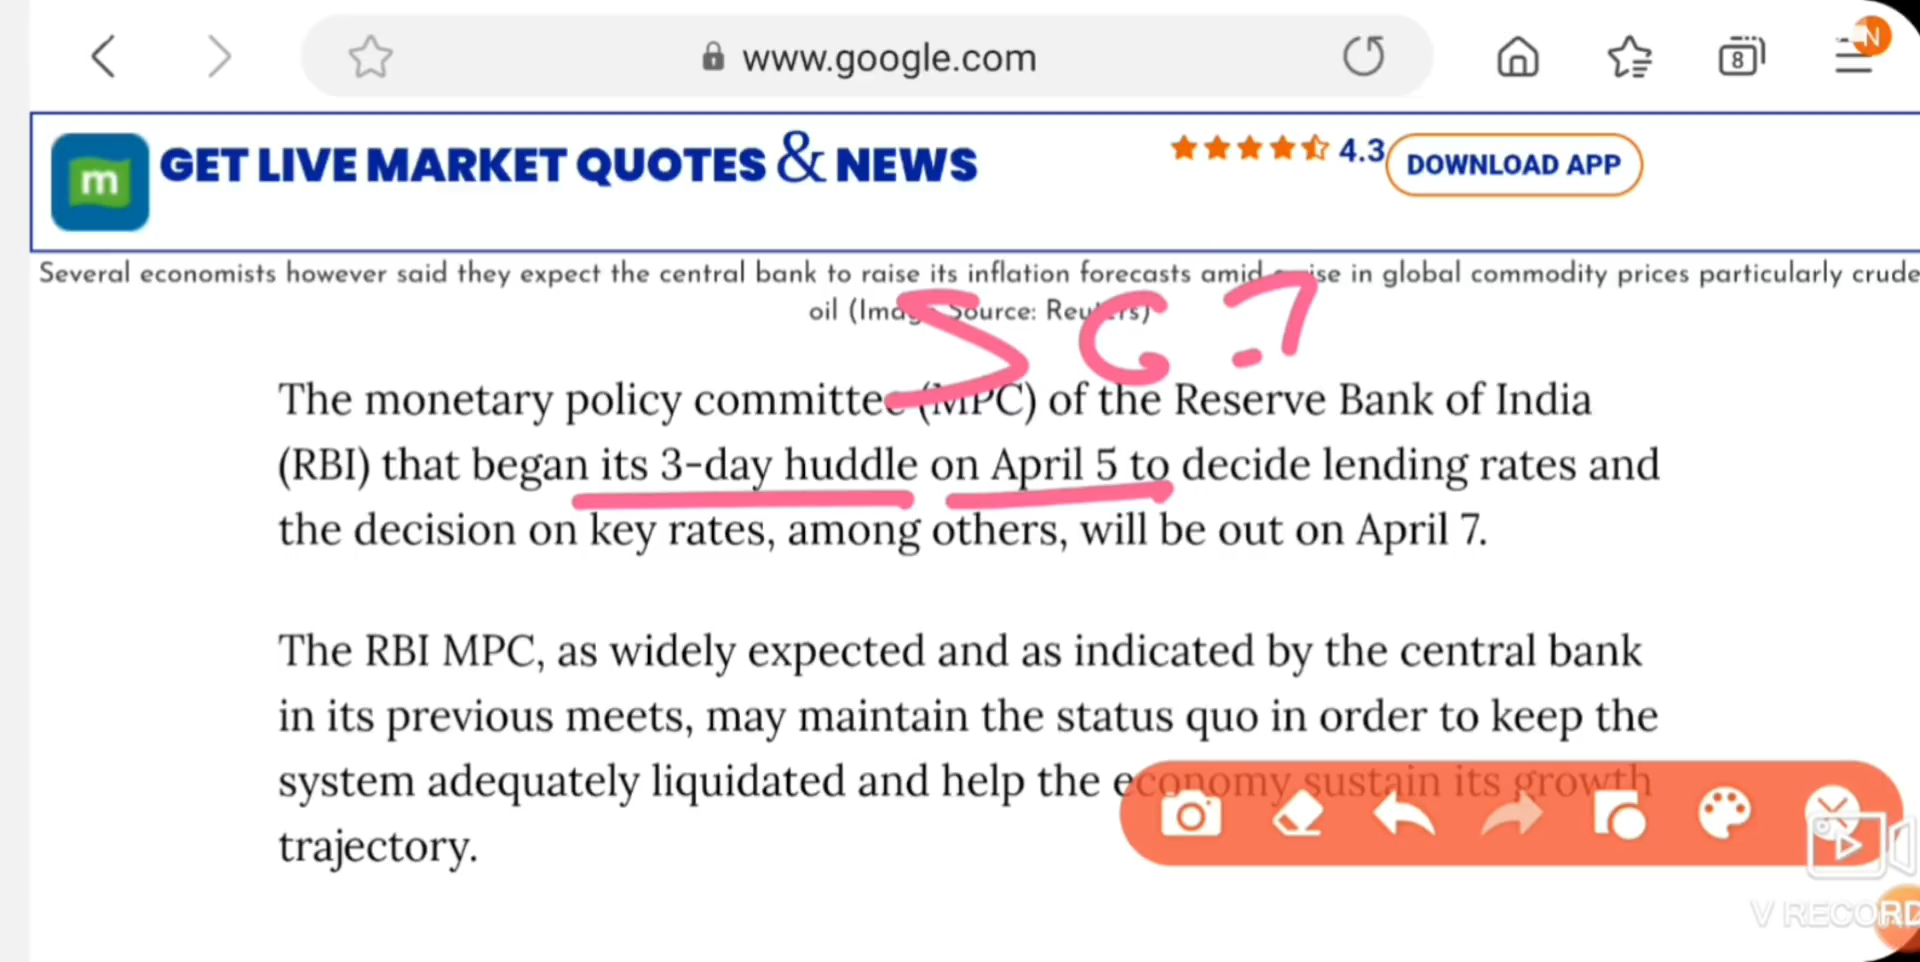 www.google.com
8
N
m
GET LIVE MARKET QUOTES & NEWS
4.3
DOWNLOAD APP
Several economists however said they expect the central bank to raise its inflation forecasts amid rise in global commodity prices particularly crude
oil (Image Source: Reuters)
5 6 7
The monetary policy committee (MPC) of the Reserve Bank of India
(RBI) that began its 3-day huddle on April 5 to decide lending rates and
the decision on key rates, among others, will be out on April 7.
The RBI MPC, as widely expected and as indicated by the central bank
in its previous meets, may maintain the status quo in order to keep the
system adequately liquidated and help the economy sustain its growth
trajectory.
V RECORD